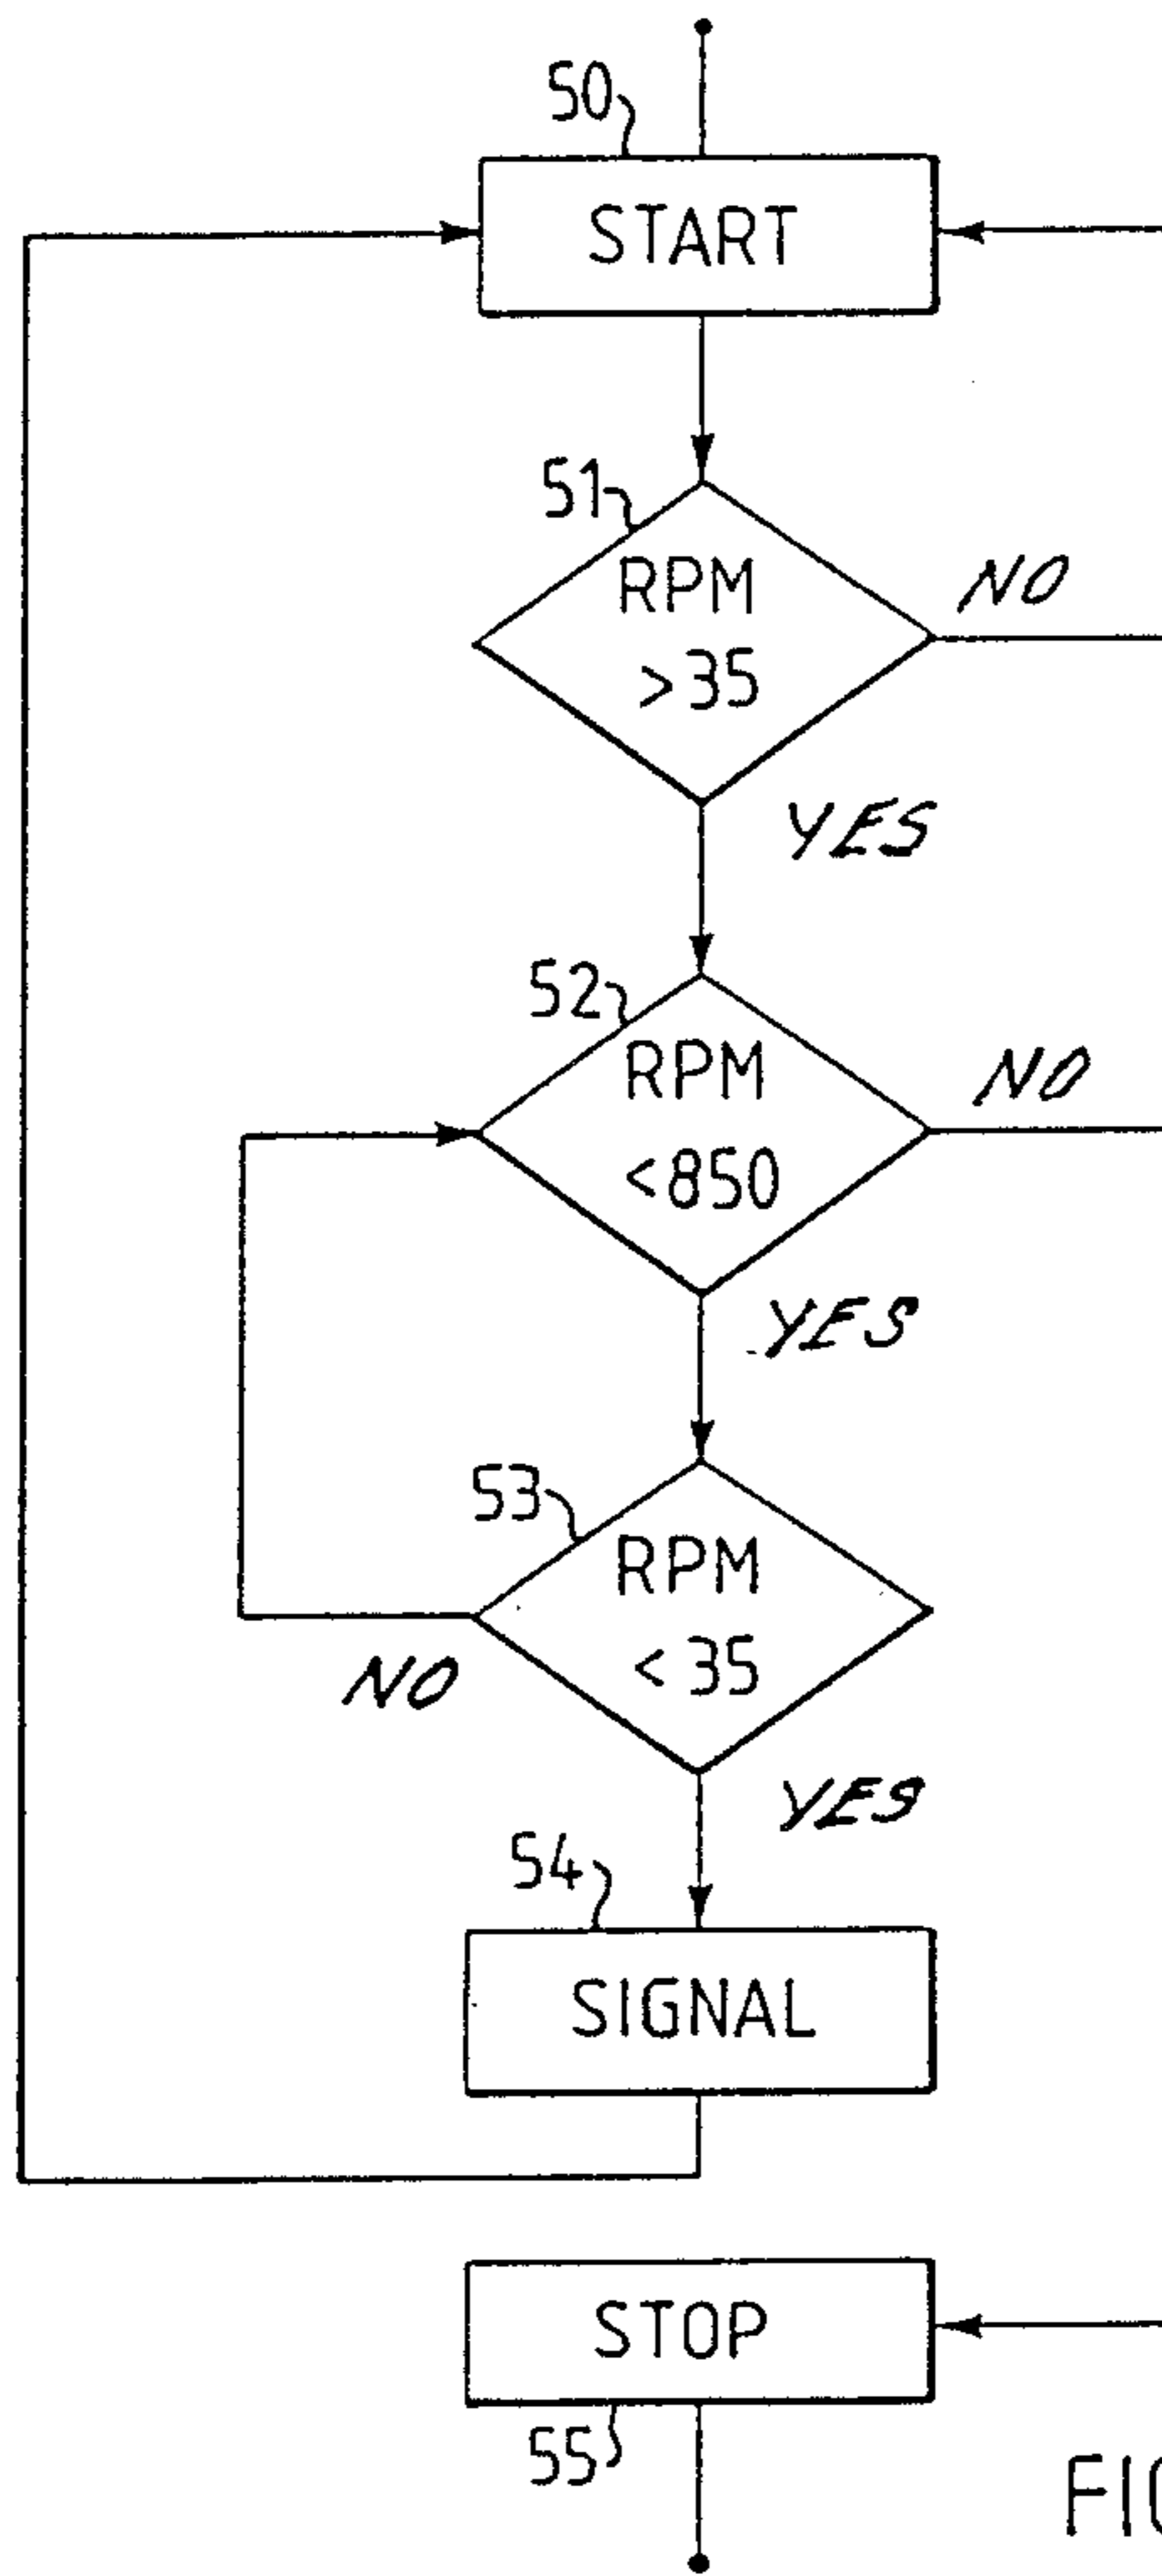 50
START
51
RPM
>35
NO
YES
52
RPM
<850
NO
YES
53
RPM
< 35
NO
YES
54
SIGNAL
STOP
55